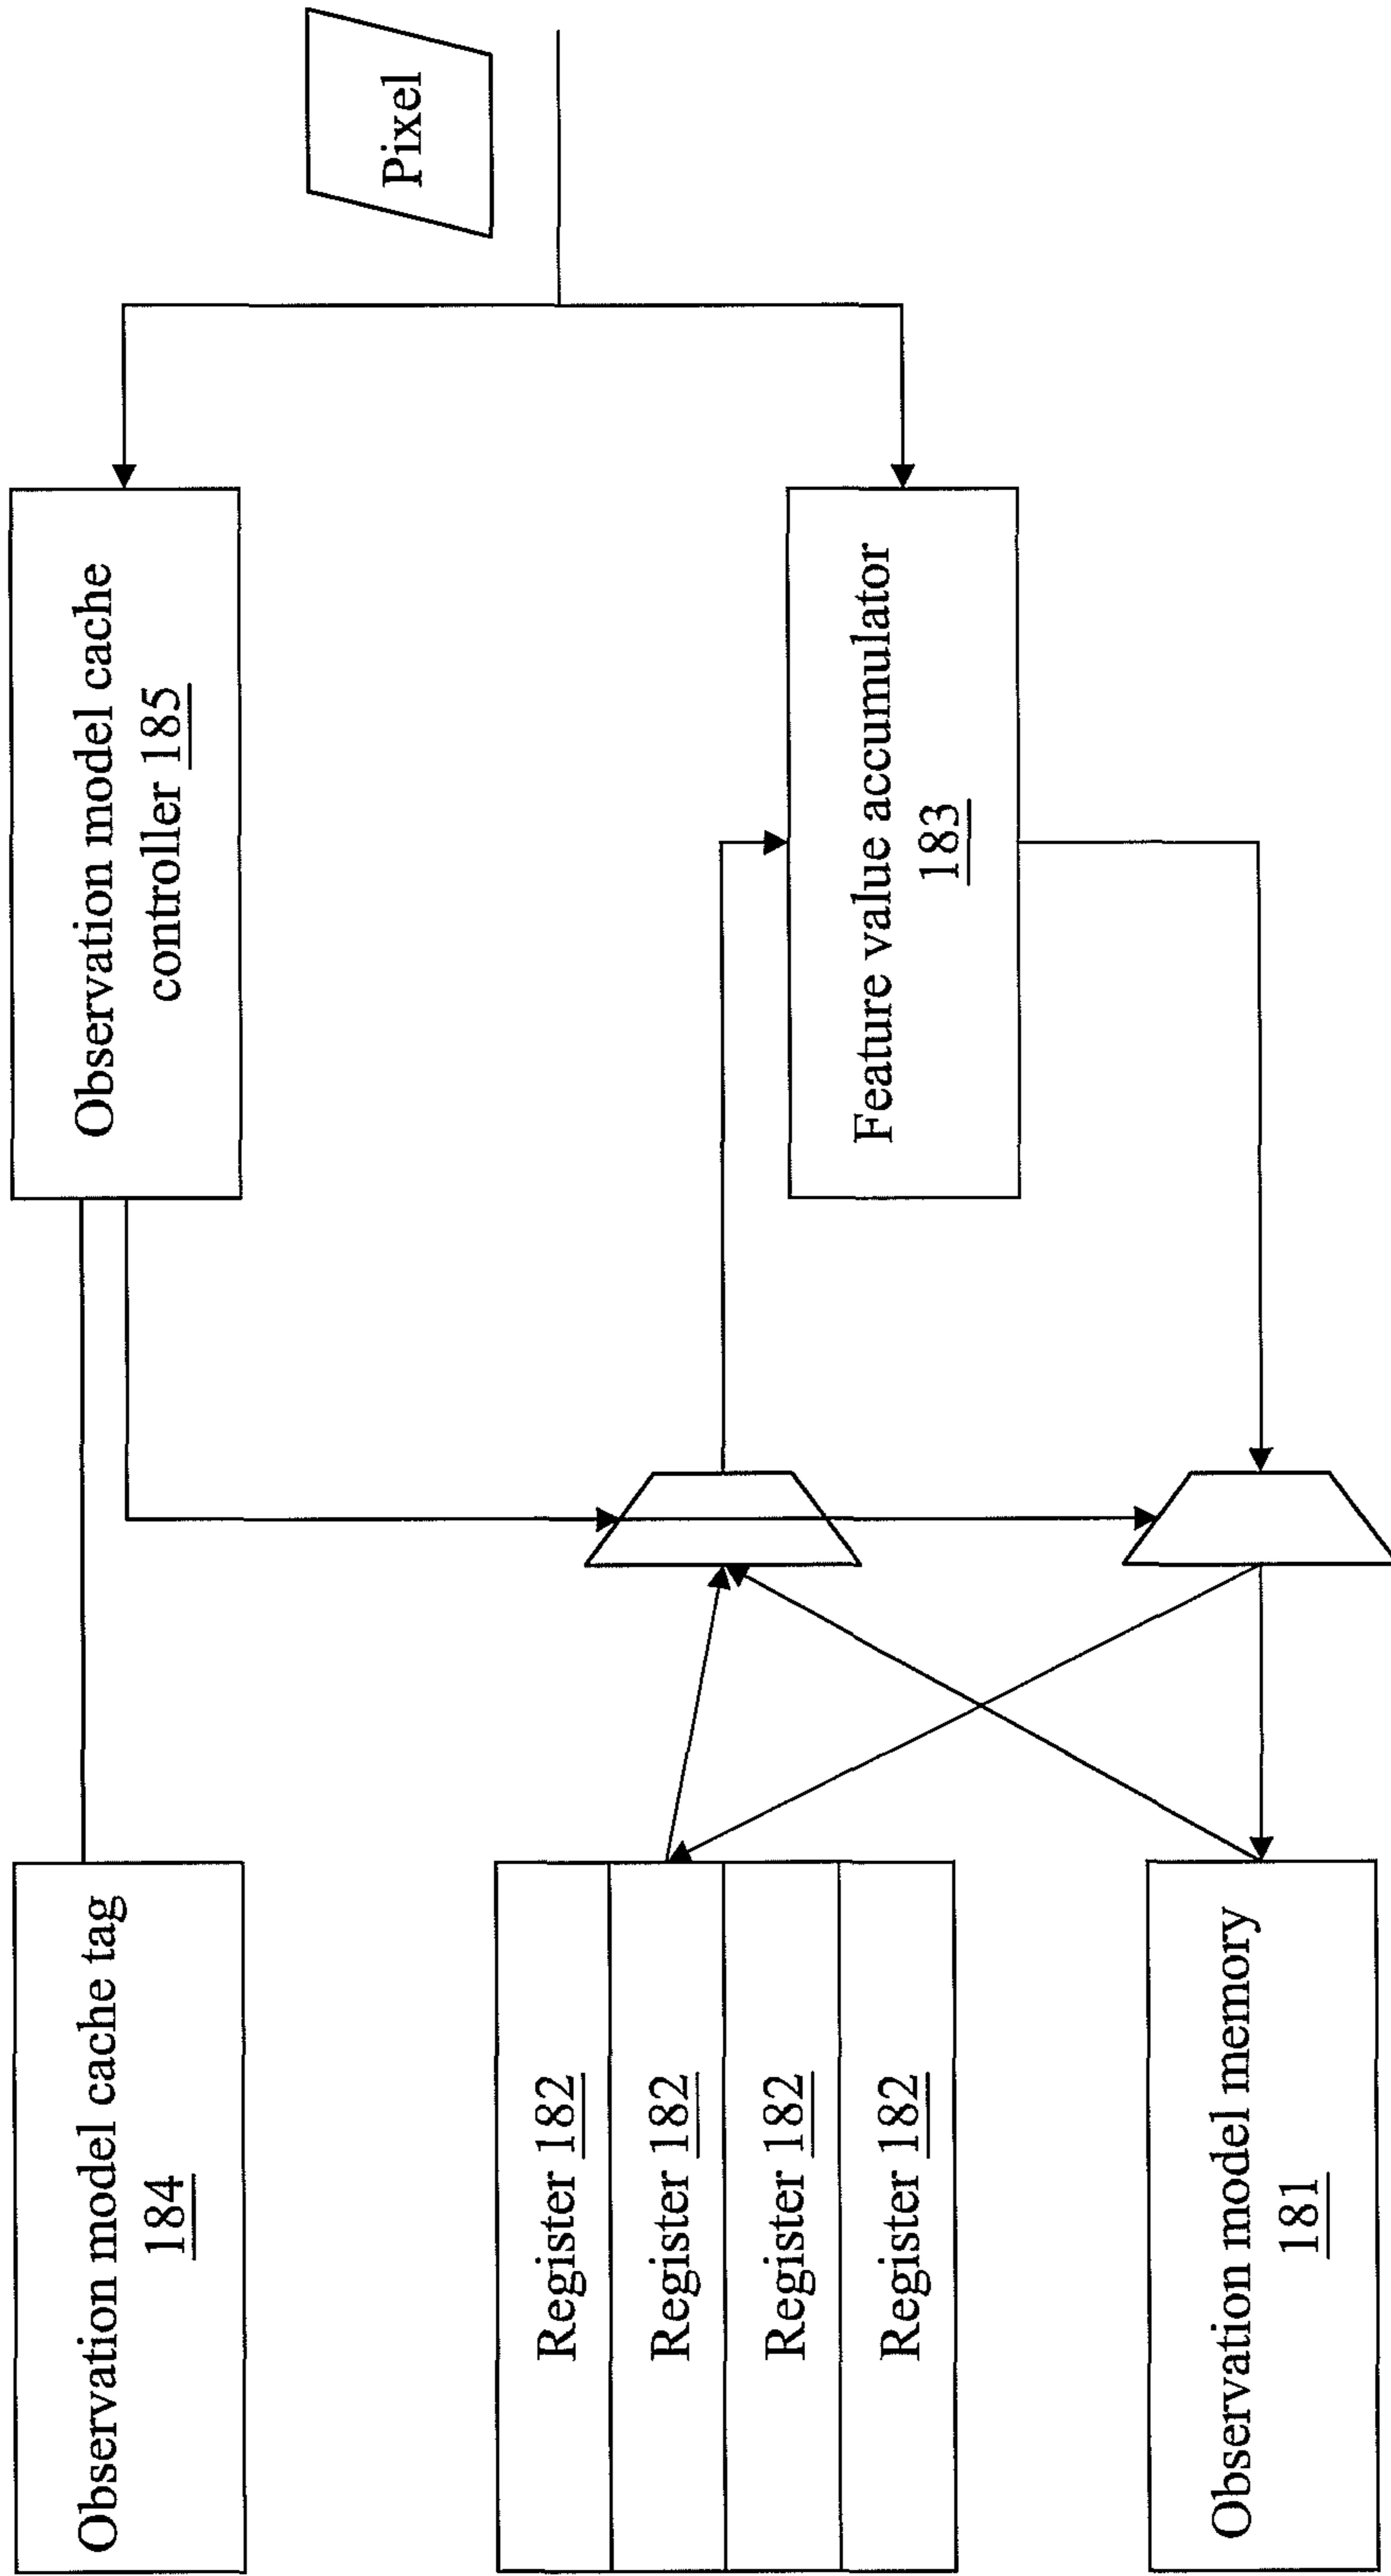 Observation model cache tag
184
Register 182
Register 182
Register 182
Register 182
Observation model memory
181
Observation model cache
controller 185
Feature value accumulator
183
Pixel